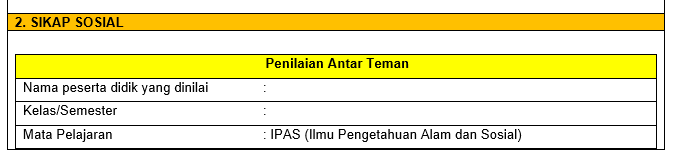 2. SIKAP SOSIAL
Penilaian Antar Teman
Nama peserta didik yang dinilai :
Kelas/Semester :
Mata Pelajaran : IPAS (Ilmu Pengetahuan Alam dan Sosial)